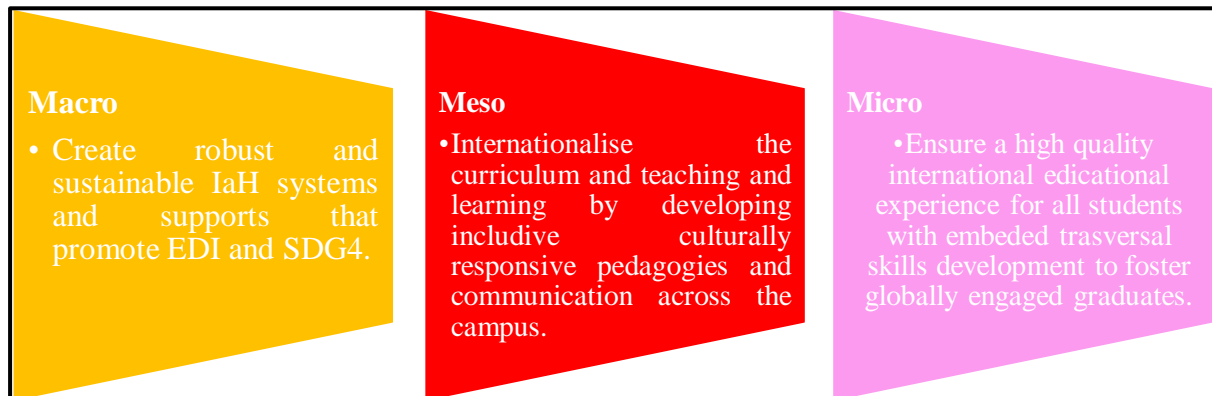 Macro
• Create robust and
sustainable IaH systems
and supports that
promote EDI and SDG4.
Meso
•Internationalise the
curriculum and teaching and
learning by developing
includive culturally
responsive pedagogies and
communication across the
campus.
Micro
•Ensure a high quality
international edicational
experience for all students
with embeded trasversal
skills development to foster
globally engaged graduates.